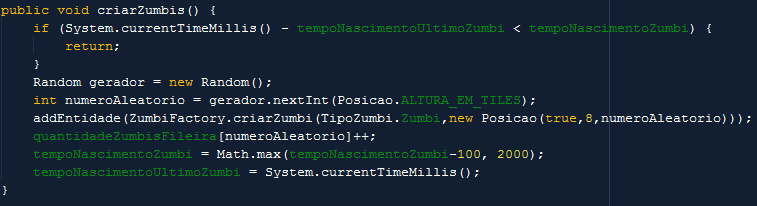 public void criarZumbis() {
if (System.currentTimeMillis() - tempoNascimentoUltimoZumbi < tempoNascimentoZumbi) {
return;
}
Random gerador = new Random();
int numeroAleatorio = gerador.nextInt(Posicao.ALTURA_EM_TILES);
addEntidade(ZumbiFactory.criarZumbi(TipoZumbi.Zumbi,new Posicao(true,8,numeroAleatorio)));
quantidadeZumbisFileira[numeroAleatorio]++;
tempoNascimentoZumbi = Math.max(tempoNascimentoZumbi-100, 2000);
tempoNascimentoUltimoZumbi = System.currentTimeMillis();
}